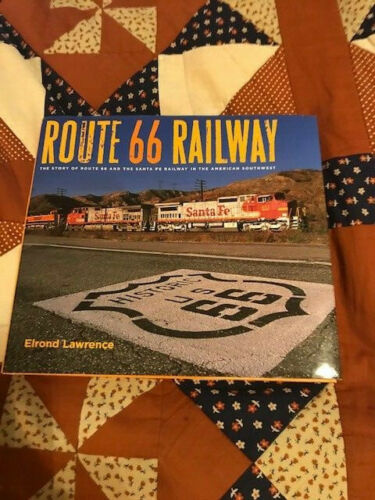 ROUTE 66 RAILWAY
THE STORY OF ROUTE 66 AND THE SANTA FE RAILWAY IN THE AMERICAN SOUTHWEST
Santa Fe
Santa Fe
HISTORIC
US
66
Elrond Lawrence